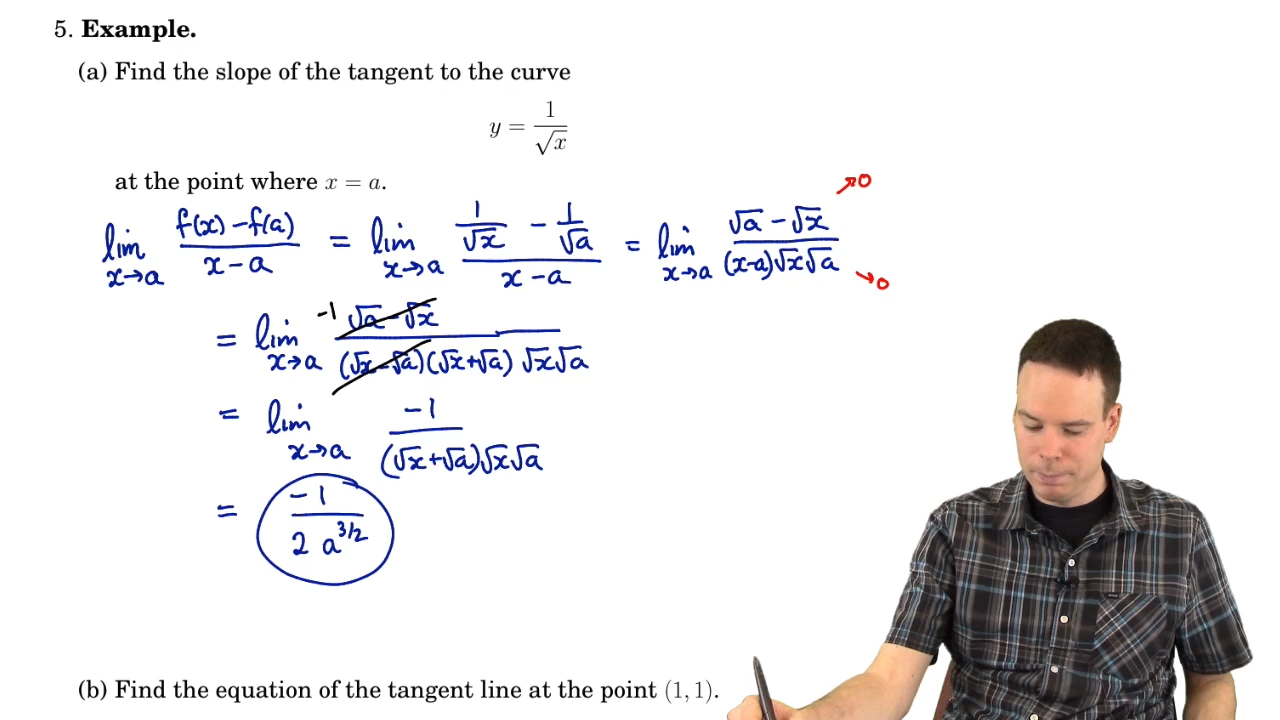 5. Example.
(a) Find the slope of the tangent to the curve
y = 1/√x
at the point where x = a.
lim x→a (f(x) - f(a))/(x - a) = lim x→a (1/√x - 1/√a)/(x - a) = lim x→a (√a - √x)/((x-a)√x√a) ↗0 →0
= lim x→a -1 (√a - √x)/((√x - √a)(√x + √a) √x√a)
= lim x→a -1/((√x + √a)√x√a)
= -1/(2 a^(3/2))
(b) Find the equation of the tangent line at the point (1, 1).